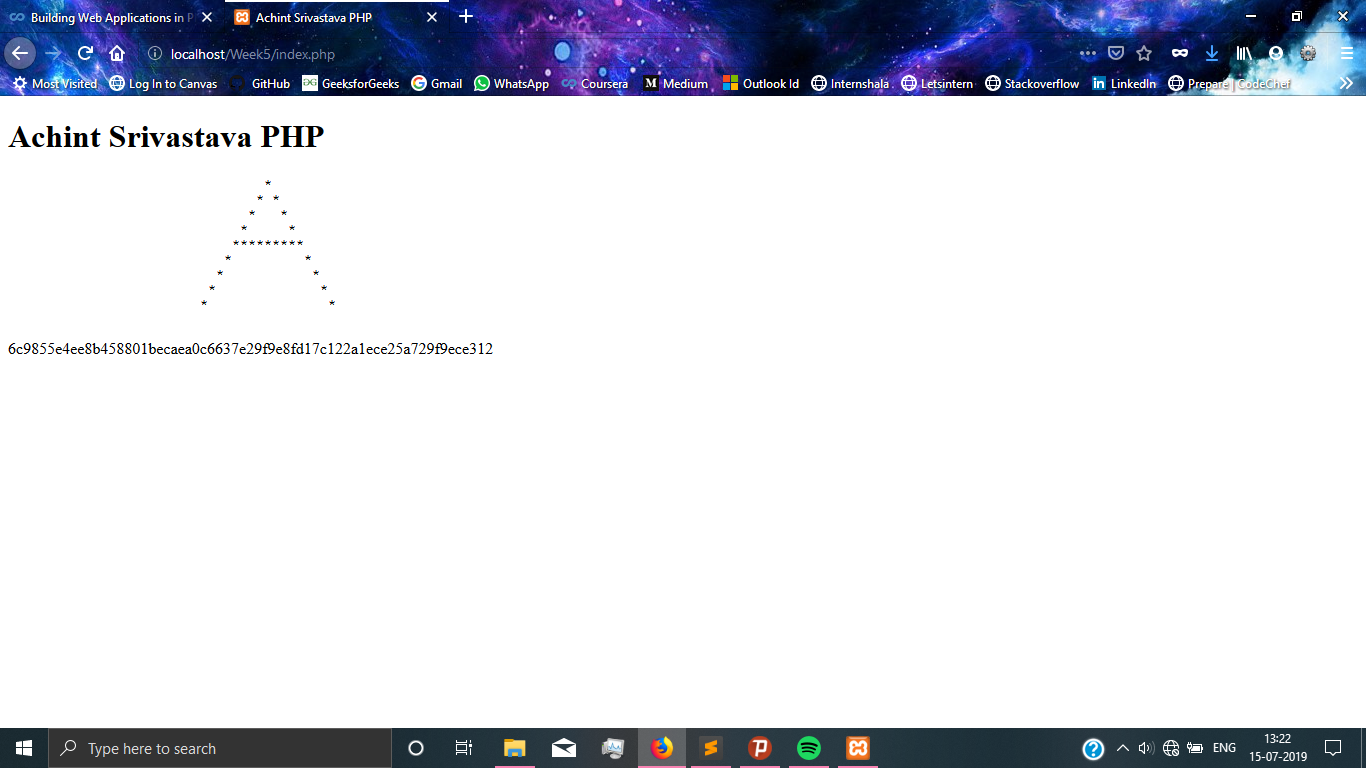 Building Web Applications in P
Achint Srivastava PHP
localhost/Week5/index.php
Most Visited Log In to Canvas GitHub GeeksforGeeks Gmail WhatsApp Coursera Medium Outlook Id Internshala Letsintern Stackoverflow LinkedIn Prepare | CodeChef
Achint Srivastava PHP
*
* *
* *
* *
*********
* *
* *
* *
* *
6c9855e4ee8b458801becaea0c6637e29f9e8fd17c122a1ece25a729f9ece312
Type here to search
ENG
13:22
15-07-2019